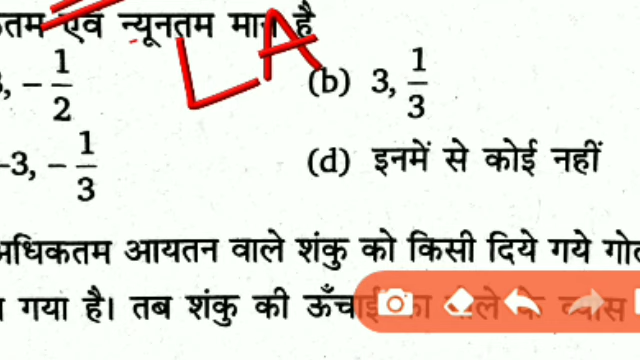 एवं न्यूनतम मान है
3, -1/2
(b) 3, 1/3
-3, -1/3
(d) इनमें से कोई नहीं
अधिकतम आयतन वाले शंकु को किसी दिये गये
गया है। तब शंकु की ऊँचाई का गोले के व्यास
LA